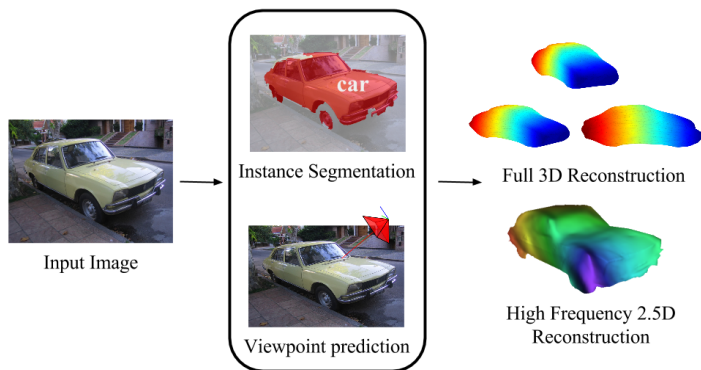 Input Image
car
Instance Segmentation
Viewpoint prediction
Full 3D Reconstruction
High Frequency 2.5D
Reconstruction